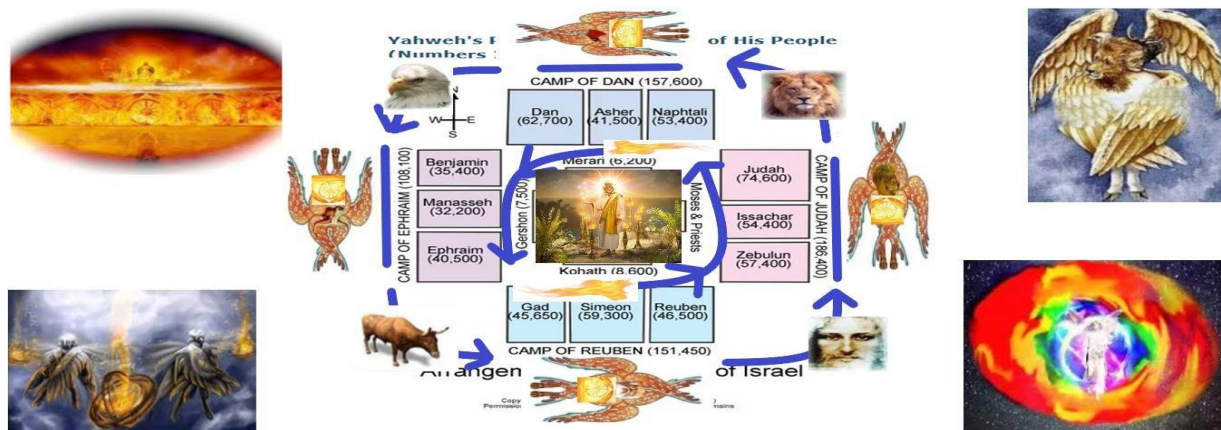 Yahweh's of His People
(Numbers
CAMP OF DAN (157,600)
Dan
(62,700)
Asher
(41,500)
Naphtali
(53,400)
N
W E
S
CAMP OF EPHRAIM (108,100)
Benjamin
(35,400)
Manasseh
(32,200)
Ephraim
(40,500)
Merari (6,200)
Gershon (7,500)
Moses & Priests
Kohath (8,600)
Judah
(74,600)
Issachar
(54,400)
Zebulun
(57,400)
CAMP OF JUDAH (186,400)
Gad
(45,650)
Simeon
(59,300)
Reuben
(46,500)
CAMP OF REUBEN (151,450)
of Israel